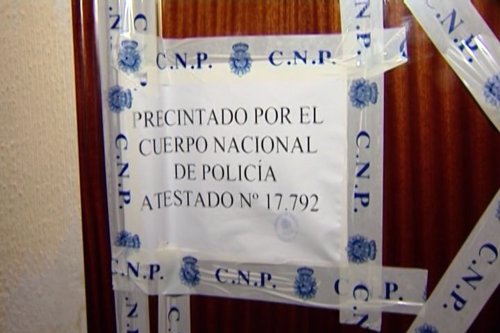 C.N.P. C.N.P.
C.N.P.
PRECINTADO POR EL
CUERPO NACIONAL
DE POLICÍA
ATESTADO Nº 17.792
C.N.P.
C.N.P.
C.N.P.
C.N.P. C.N.P.
C.N.P.